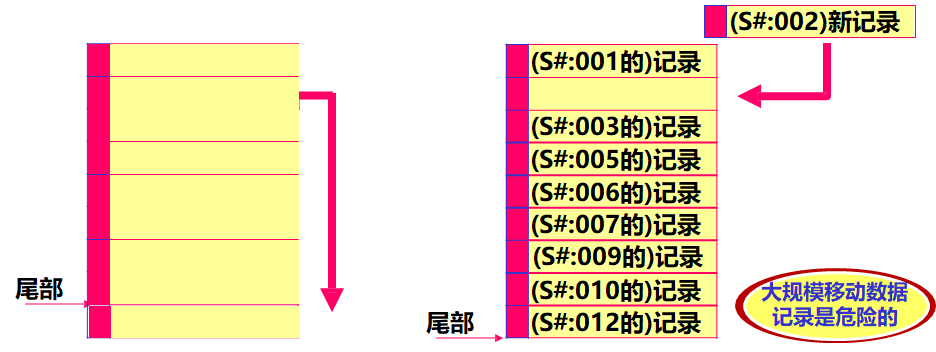 (S#:002)新记录
(S#:001的)记录
(S#:003的)记录
(S#:005的)记录
(S#:006的)记录
(S#:007的)记录
(S#:009的)记录
(S#:010的)记录
(S#:012的)记录
尾部
尾部
大规模移动数据
记录是危险的